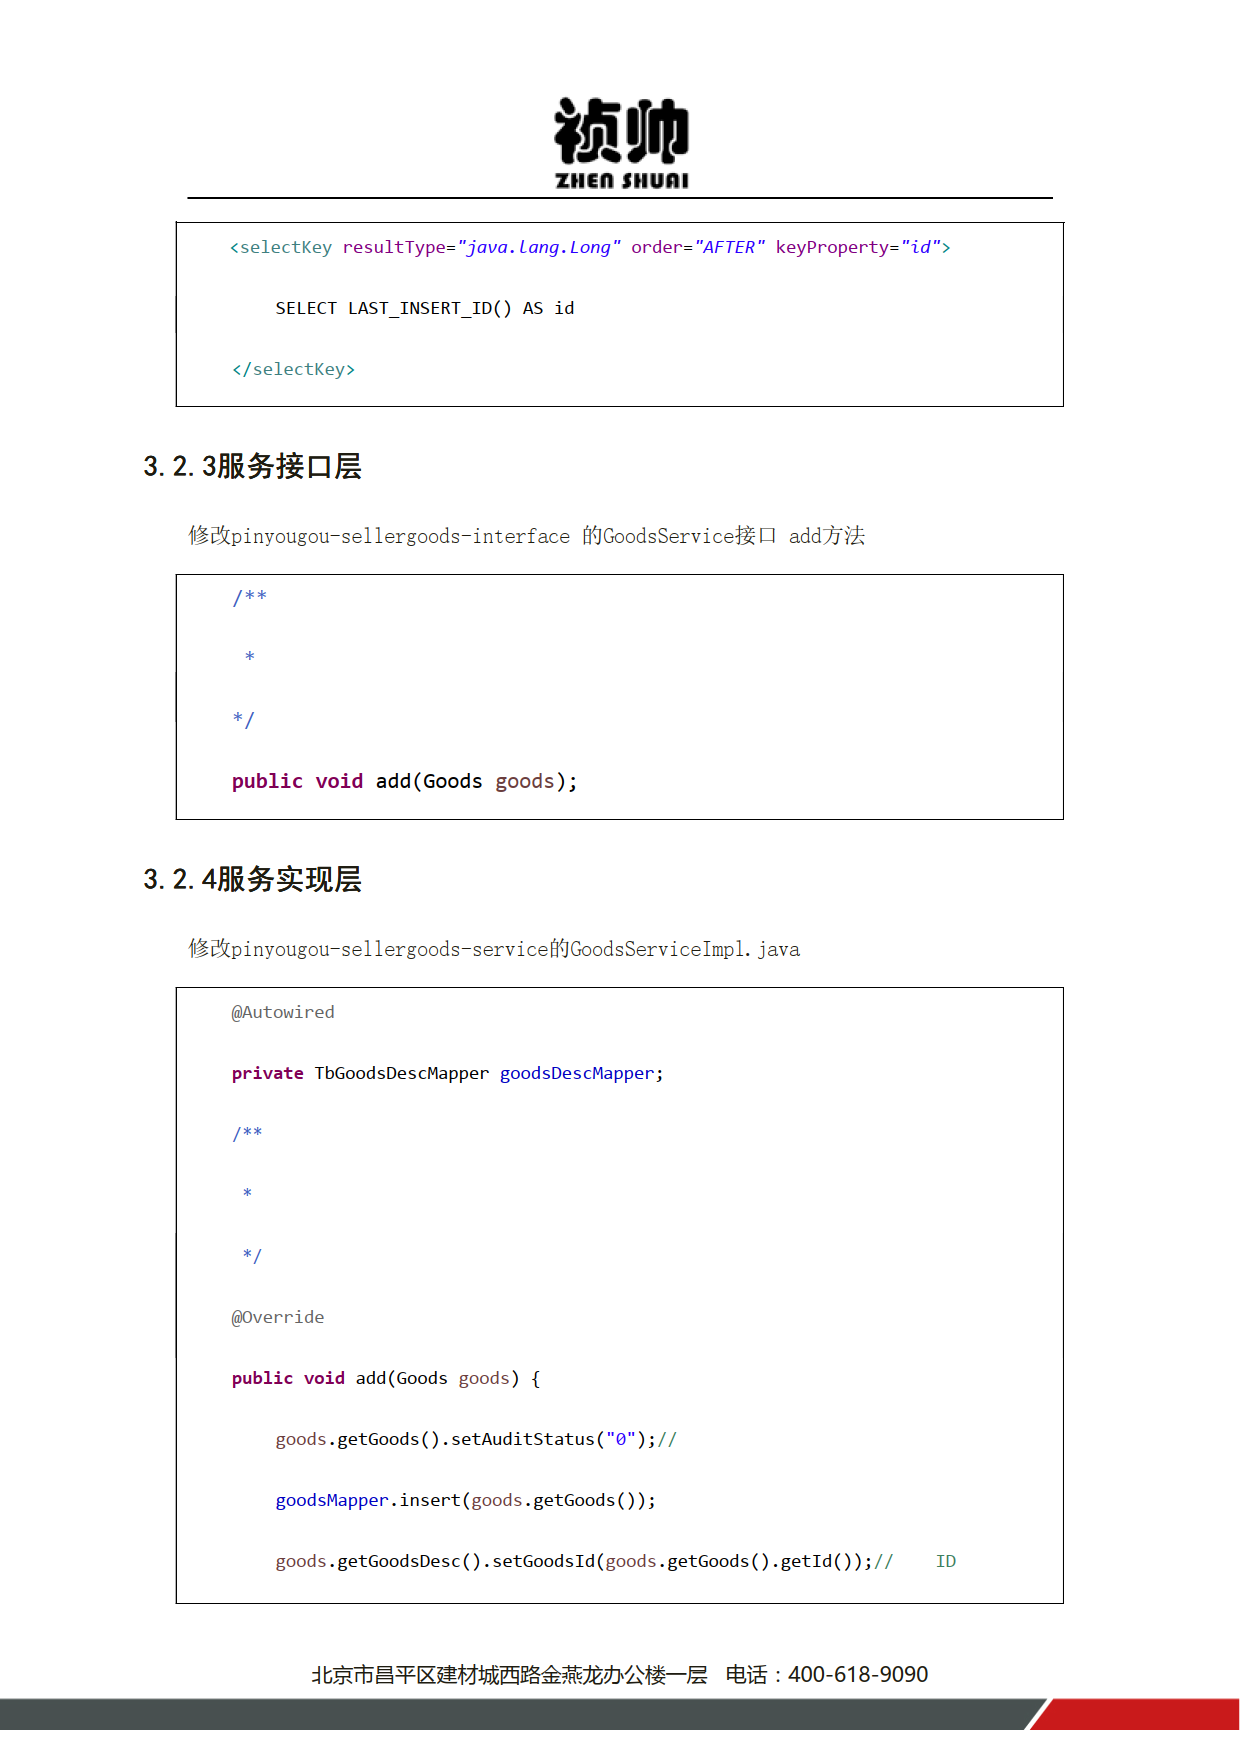 祯帅
ZHEN SHUAI
<selectKey resultType="java.lang.Long" order="AFTER" keyProperty="id">
SELECT LAST_INSERT_ID() AS id
</selectKey>
3.2.3服务接口层
修改pinyougou-sellergoods-interface 的GoodsService接口 add方法
/**
*
*/
public void add(Goods goods);
3.2.4服务实现层
修改pinyougou-sellergoods-service的GoodsServiceImpl.java
@Autowired
private TbGoodsDescMapper goodsDescMapper;
/**
*
*/
@Override
public void add(Goods goods) {
goods.getGoods().setAuditStatus("0");//
goodsMapper.insert(goods.getGoods());
goods.getGoodsDesc().setGoodsId(goods.getGoods().getId());// ID
北京市昌平区建材城西路金燕龙办公楼一层 电话：400-618-9090